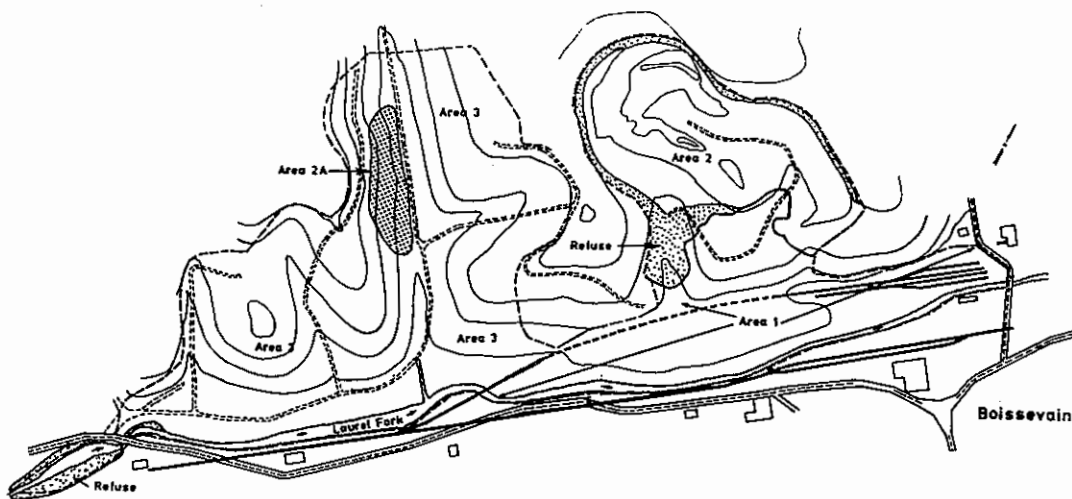 Area 3
Area 2
Area 2A
Refuse
Area 1
Area 3
Area 3
Boissevain
Laurel Fork
Refuse